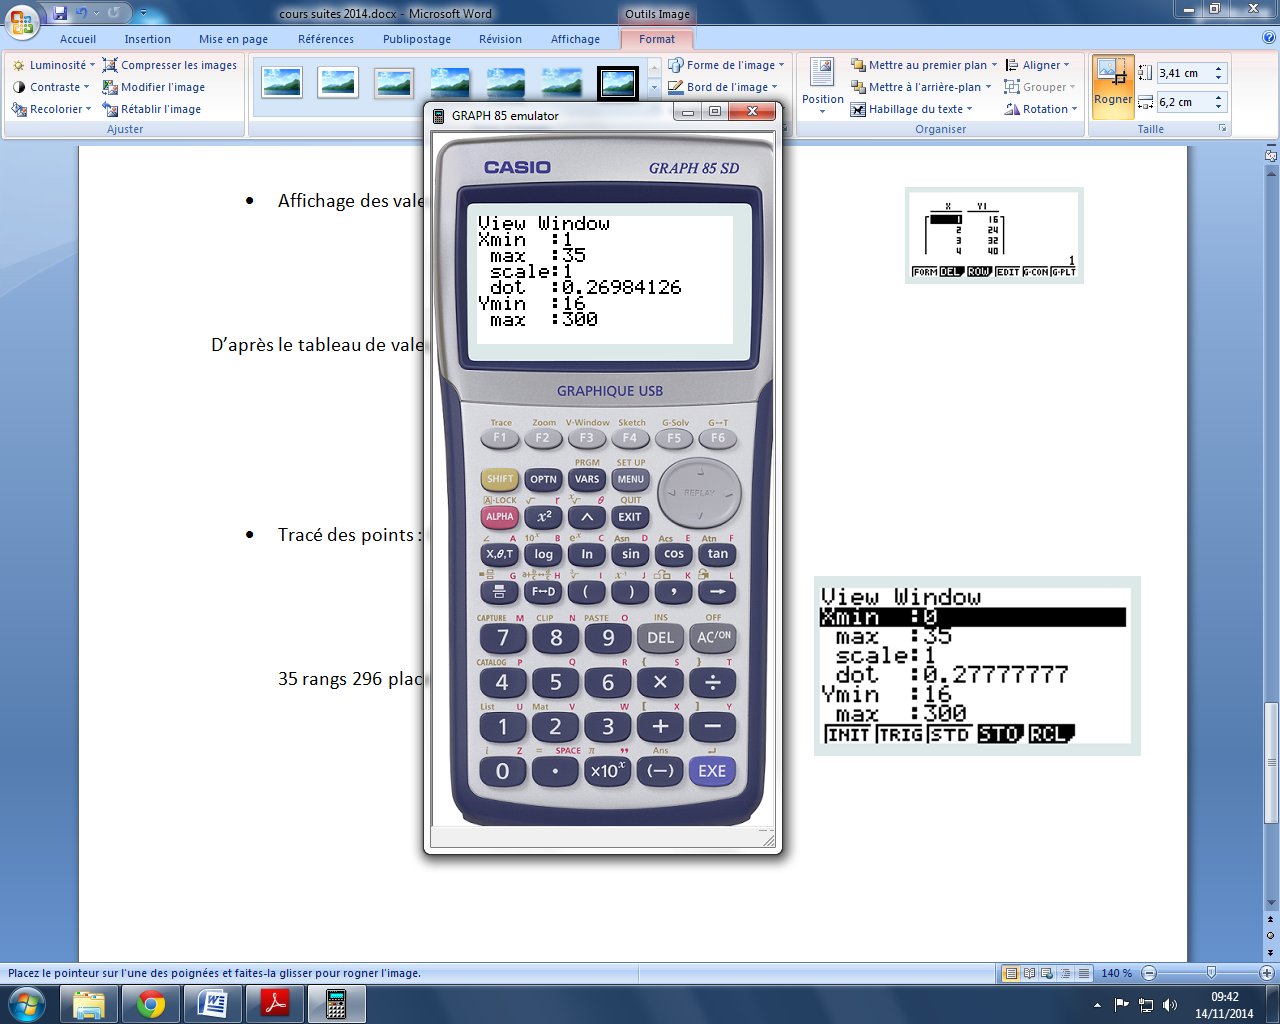 cours suites 2014.docx - Microsoft Word
Outils Image
Accueil Insertion Mise en page Références Publipostage Révision Affichage Format
Luminosité Compresser les images
Contraste Modifier l'image
Recolorier Rétablir l'image
Ajuster
Forme de l'image
Bord de l'image
Position
Mettre au premier plan
Mettre à l'arrière-plan
Habillage du texte
Aligner
Grouper
Rotation
Organiser
Rogner
3,41 cm
6,2 cm
Taille
GRAPH 85 emulator
CASIO GRAPH 85 SD
View Window
Xmin :1
max :35
scale:1
dot :0.26984126
Ymin :16
max :300
GRAPHIQUE USB
Trace Zoom V-Window Sketch G-Solv G↔T
F1 F2 F3 F4 F5 F6
PRGM SET UP
SHIFT OPTN VARS MENU
REPLAY
A-LOCK √ r x√ θ QUIT
ALPHA x² ^ EXIT
∠ A 10ˣ B eˣ C Asn D Acs E Atn F
X,θ,T log ln sin cos tan
G H ³√ I x⁻¹ J K L
F↔D ( ) , →
CAPTURE M CLIP N PASTE O INS OFF
7 8 9 DEL AC/ON
CATALOG P Q R { S } T
4 5 6 × ÷
List U Mat V W [ X ] Y
1 2 3 + −
i Z = SPACE π " Ans ↵
0 . ×10ˣ (−) EXE
• Affichage des vale
D'après le tableau de vale
• Tracé des points :
35 rangs 296 plac
X Y1
1 16
2 24
3 32
4 40
1
FORM DEL ROW EDIT G·CON G·PLT
View Window
Xmin :0
max :35
scale:1
dot :0.27777777
Ymin :16
max :300
INIT TRIG STD STO RCL
Placez le pointeur sur l'une des poignées et faites-la glisser pour rogner l'image.
140 %
09:42
14/11/2014